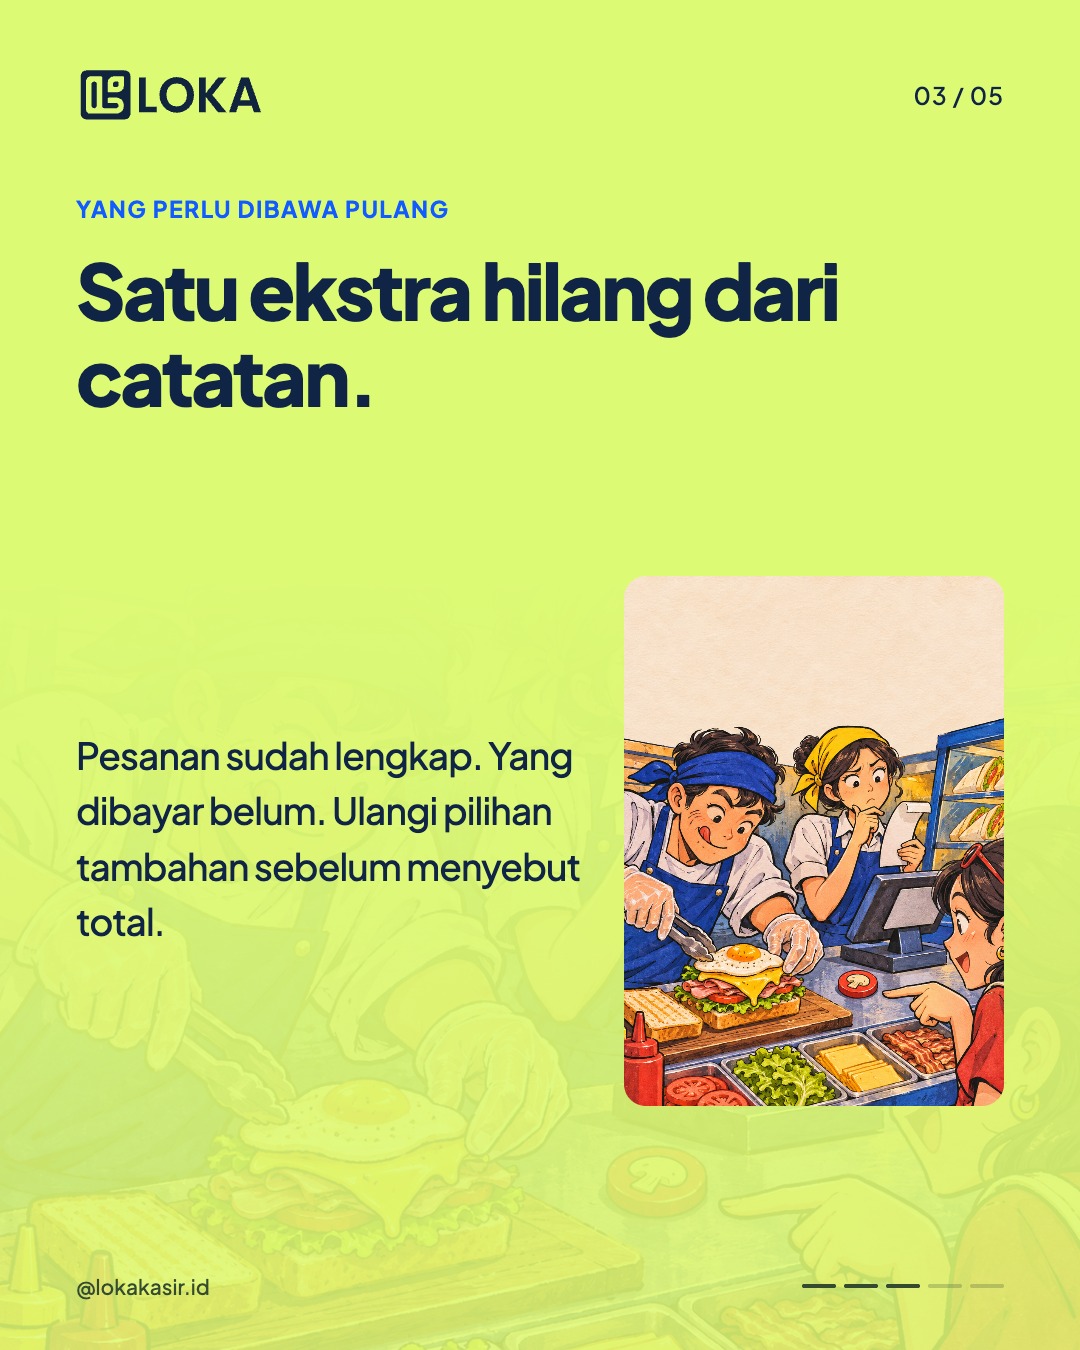 LOKA
03 / 05
YANG PERLU DIBAWA PULANG
Satu ekstra hilang dari
catatan.
Pesanan sudah lengkap. Yang
dibayar belum. Ulangi pilihan
tambahan sebelum menyebut
total.
@lokakasir.id